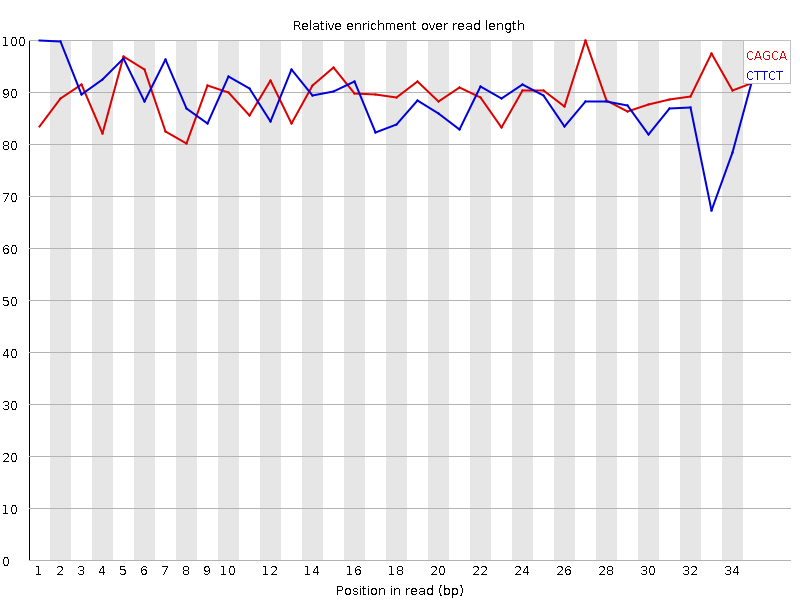 Relative enrichment over read length
100
90
80
70
60
50
40
30
20
10
0
CAGCA
CTTCT
1 2 3 4 5 6 7 8 9 10 12 14 16 18 20 22 24 26 28 30 32 34
Position in read (bp)